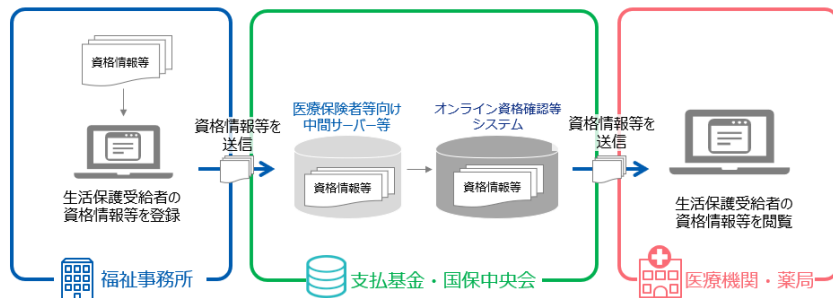 資格情報等
生活保護受給者の
資格情報等を登録
福祉事務所
資格情報等を
送信
医療保険者等向け
中間サーバー等
資格情報等
オンライン資格確認等
システム
資格情報等
支払基金・国保中央会
資格情報等を
送信
生活保護受給者の
資格情報等を閲覧
医療機関・薬局